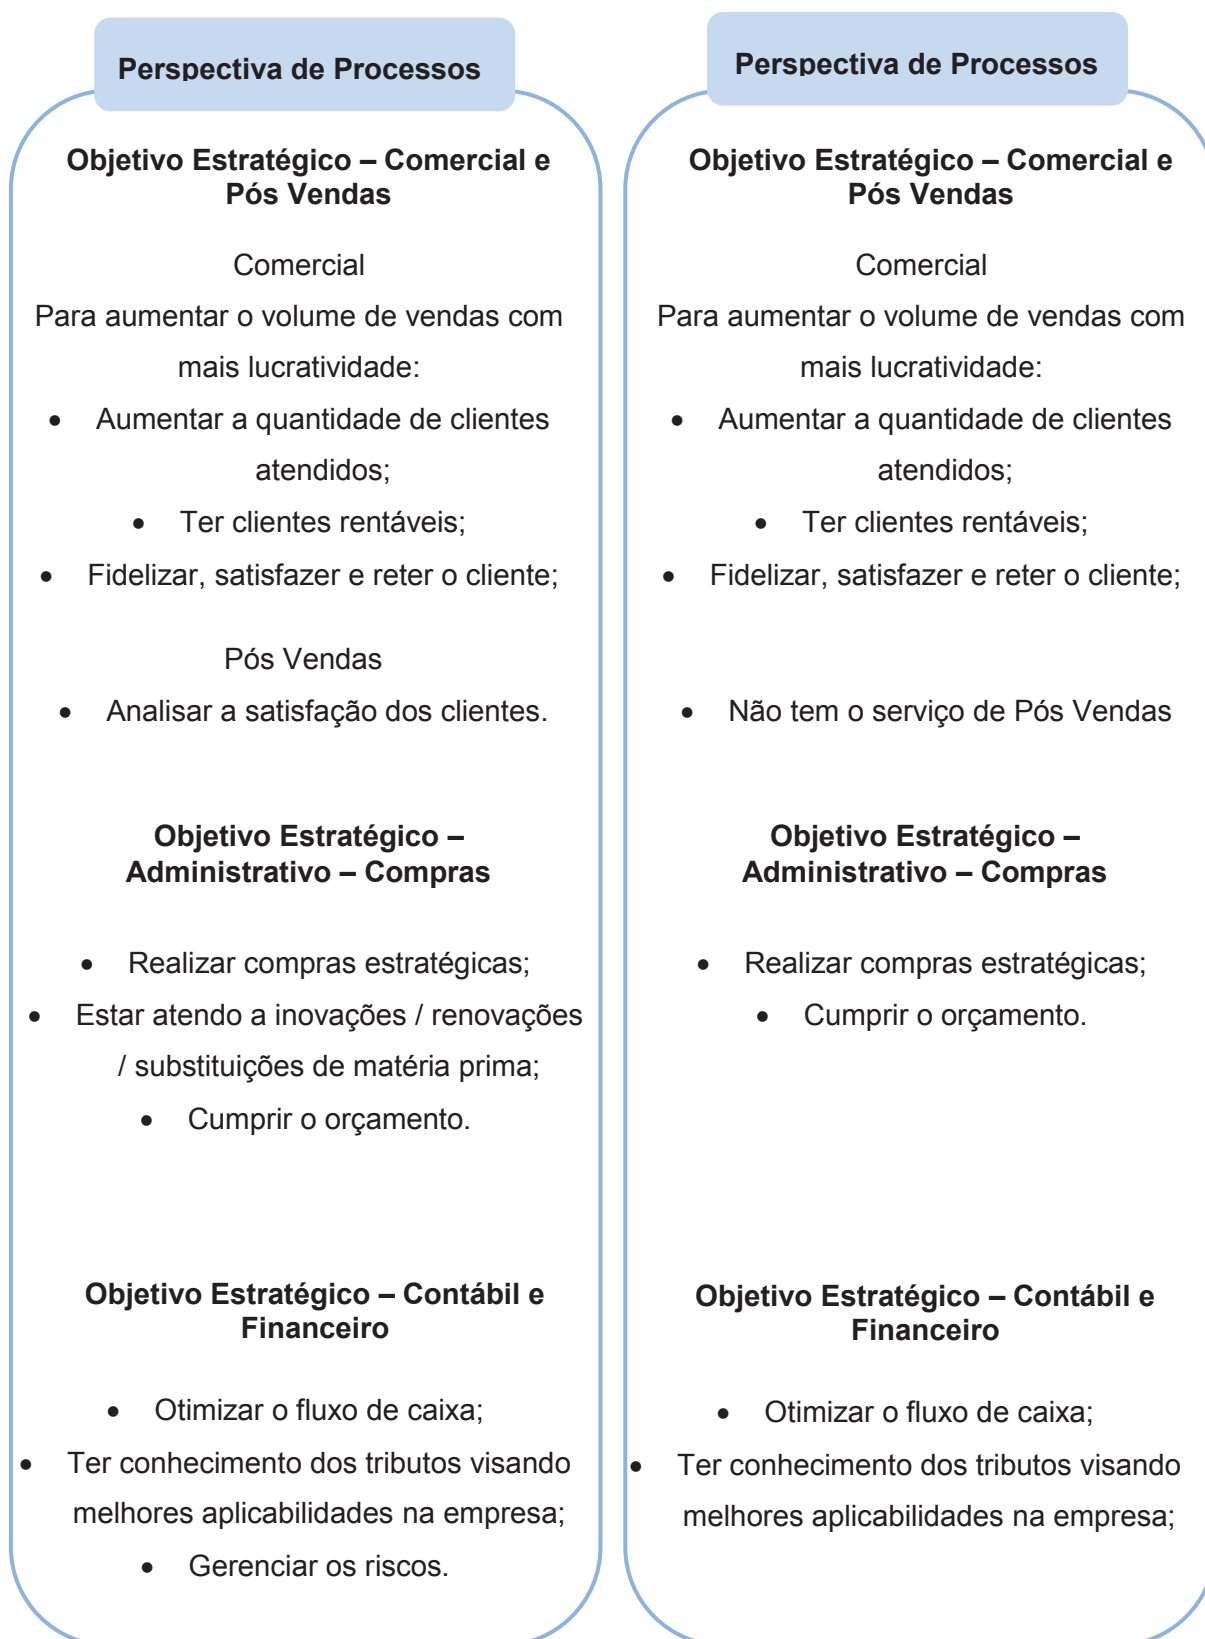 Perspectiva de Processos
Objetivo Estratégico – Comercial e
Pós Vendas
Comercial
Para aumentar o volume de vendas com
mais lucratividade:
• Aumentar a quantidade de clientes
atendidos;
• Ter clientes rentáveis;
• Fidelizar, satisfazer e reter o cliente;
Pós Vendas
• Analisar a satisfação dos clientes.
Objetivo Estratégico –
Administrativo – Compras
• Realizar compras estratégicas;
• Estar atendo a inovações / renovações
/ substituições de matéria prima;
• Cumprir o orçamento.
Objetivo Estratégico – Contábil e
Financeiro
• Otimizar o fluxo de caixa;
• Ter conhecimento dos tributos visando
melhores aplicabilidades na empresa;
• Gerenciar os riscos.
Perspectiva de Processos
Objetivo Estratégico – Comercial e
Pós Vendas
Comercial
Para aumentar o volume de vendas com
mais lucratividade:
• Aumentar a quantidade de clientes
atendidos;
• Ter clientes rentáveis;
• Fidelizar, satisfazer e reter o cliente;
• Não tem o serviço de Pós Vendas
Objetivo Estratégico –
Administrativo – Compras
• Realizar compras estratégicas;
• Cumprir o orçamento.
Objetivo Estratégico – Contábil e
Financeiro
• Otimizar o fluxo de caixa;
• Ter conhecimento dos tributos visando
melhores aplicabilidades na empresa;